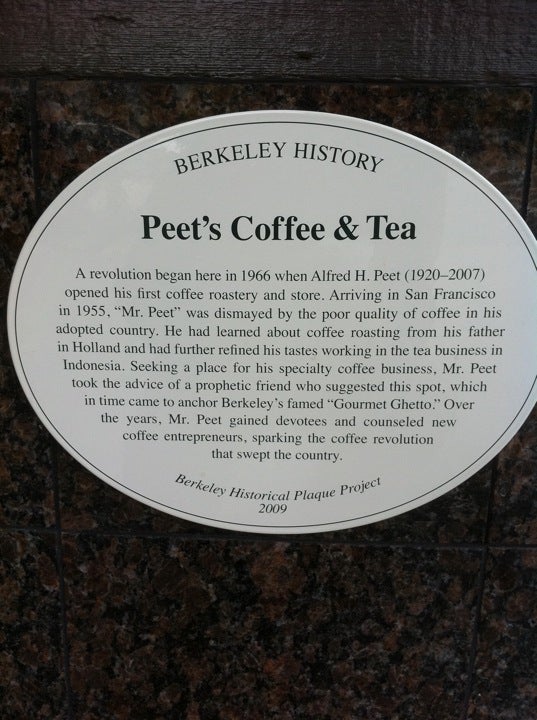 BERKELEY HISTORY
Peet's Coffee & Tea
A revolution began here in 1966 when Alfred H. Peet (1920–2007)
opened his first coffee roastery and store. Arriving in San Francisco
in 1955, “Mr. Peet” was dismayed by the poor quality of coffee in his
adopted country. He had learned about coffee roasting from his father
in Holland and had further refined his tastes working in the tea business in
Indonesia. Seeking a place for his specialty coffee business, Mr. Peet
took the advice of a prophetic friend who suggested this spot, which
in time came to anchor Berkeley's famed “Gourmet Ghetto.” Over
the years, Mr. Peet gained devotees and counseled new
coffee entrepreneurs, sparking the coffee revolution
that swept the country.
Berkeley Historical Plaque Project
2009